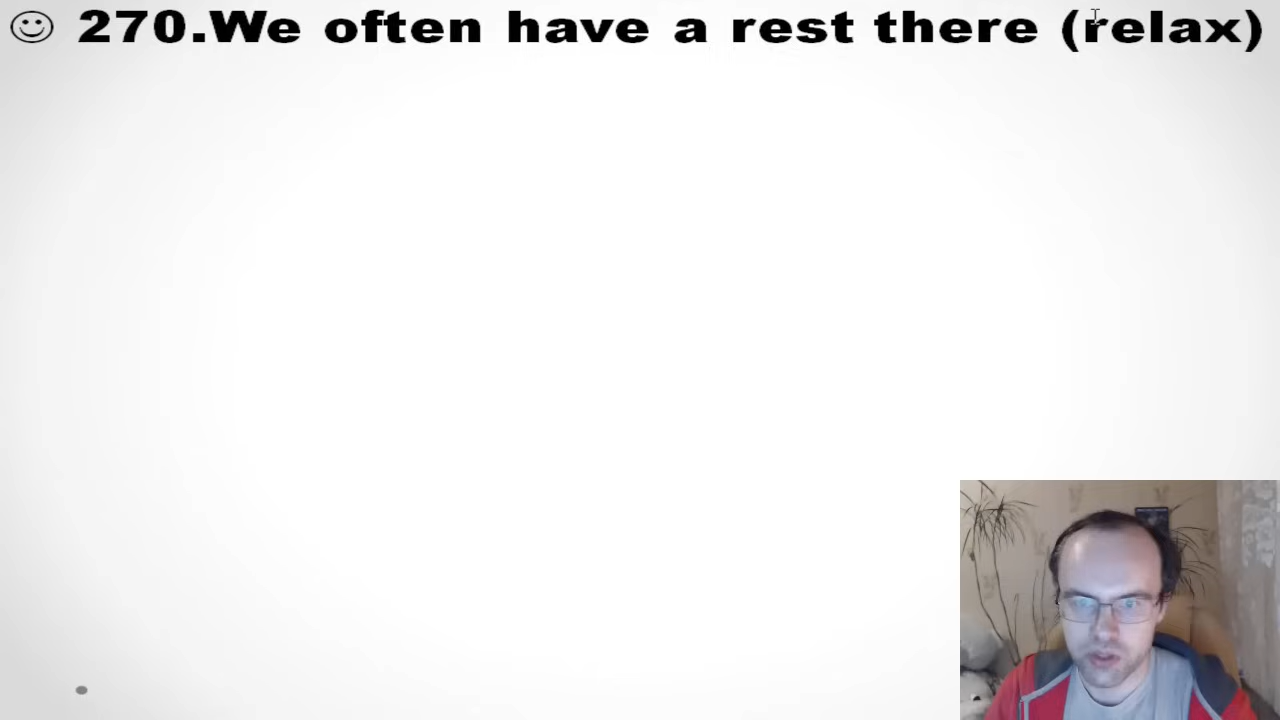 ☺ 270.We often have a rest there (relax)